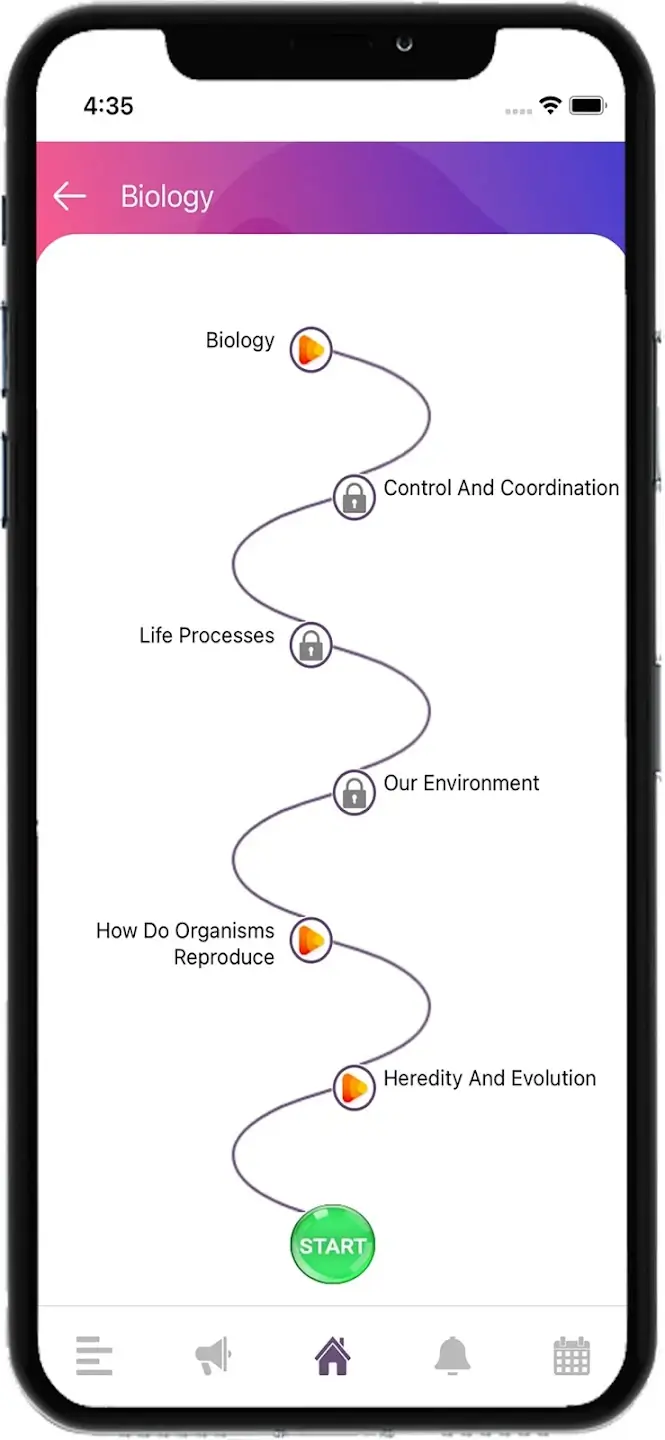 4:35
Biology
Biology
Control And Coordination
Life Processes
Our Environment
How Do Organisms
Reproduce
Heredity And Evolution
START